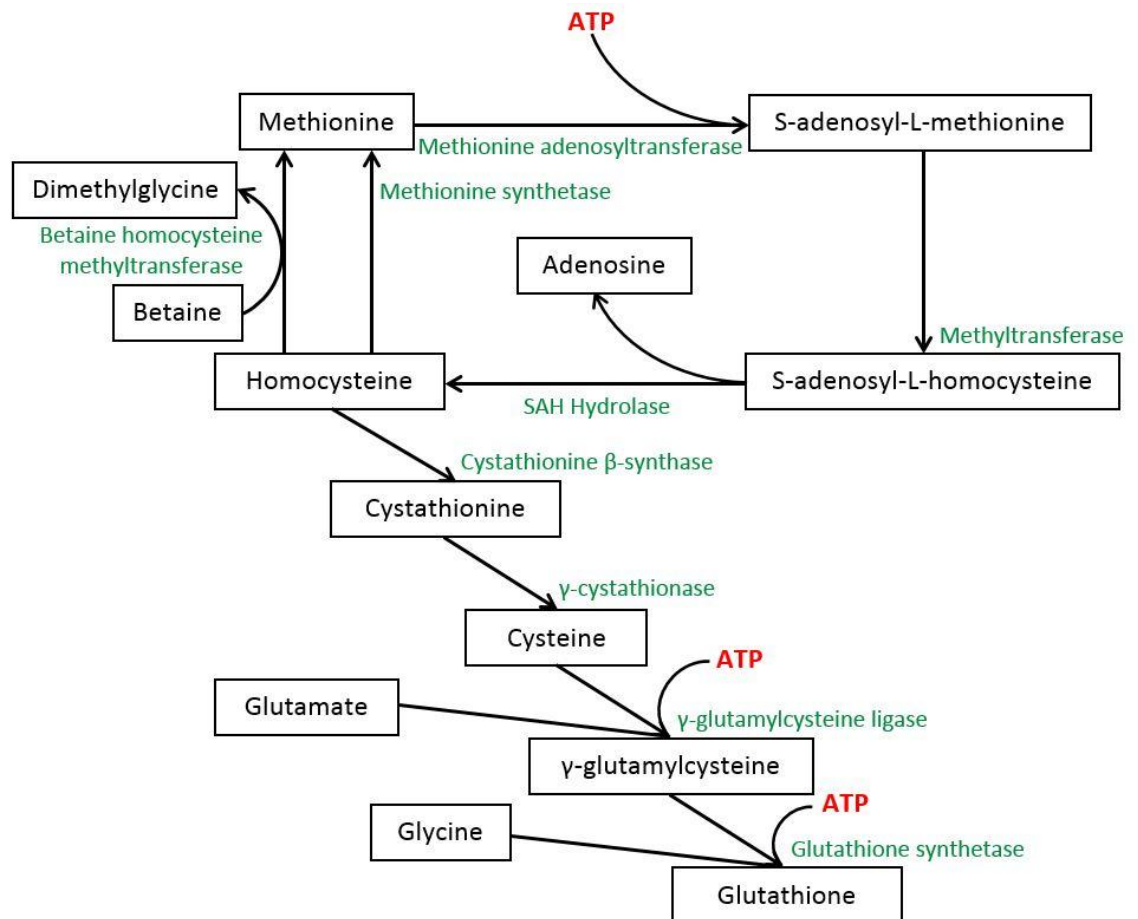 ATP
Methionine
S-adenosyl-L-methionine
Methionine adenosyltransferase
Dimethylglycine
Methionine synthetase
Betaine homocysteine
methyltransferase
Adenosine
Betaine
Methyltransferase
Homocysteine
S-adenosyl-L-homocysteine
SAH Hydrolase
Cystathionine β-synthase
Cystathionine
γ-cystathionase
Cysteine
ATP
Glutamate
γ-glutamylcysteine ligase
γ-glutamylcysteine
ATP
Glycine
Glutathione synthetase
Glutathione